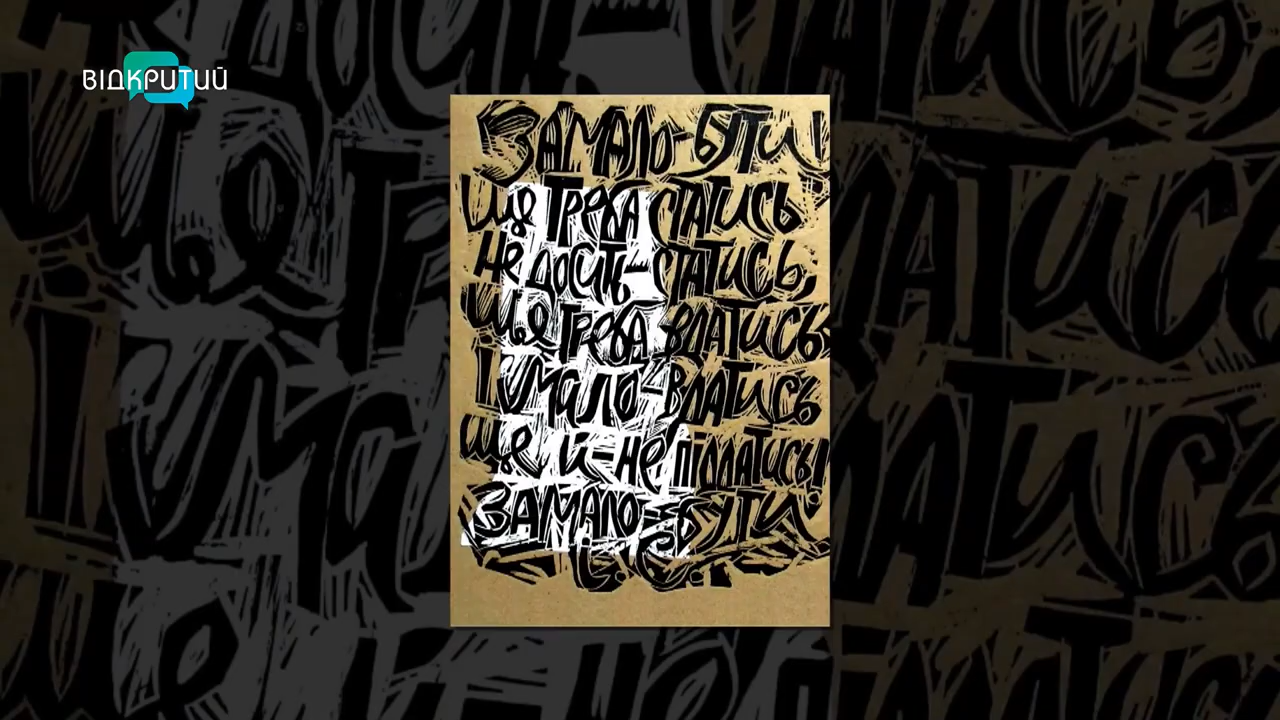 ВІДКРИТИЙ
ЗАМАЛО-БУТИ!
Ще ТРЕБА СТАТИСЬ
Не ДОСИТЬ-СТАТИСЬ,
Ще ТРЕБА ВДАТИСЬ
І мАЛО-ВДАТИСЬ
Ще й-не ПІДДАТИСЬ!
ЗАМАЛО-БУТИ!